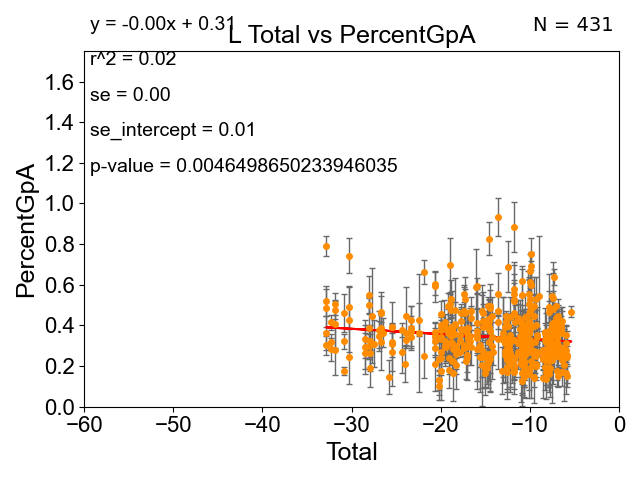 y = -0.00x + 0.31
N = 431
L Total vs PercentGpA
r^2 = 0.02
se = 0.00
se_intercept = 0.01
p-value = 0.0046498650233946035
PercentGpA
1.6
1.4
1.2
1.0
0.8
0.6
0.4
0.2
0.0
−60 −50 −40 −30 −20 −10 0
Total